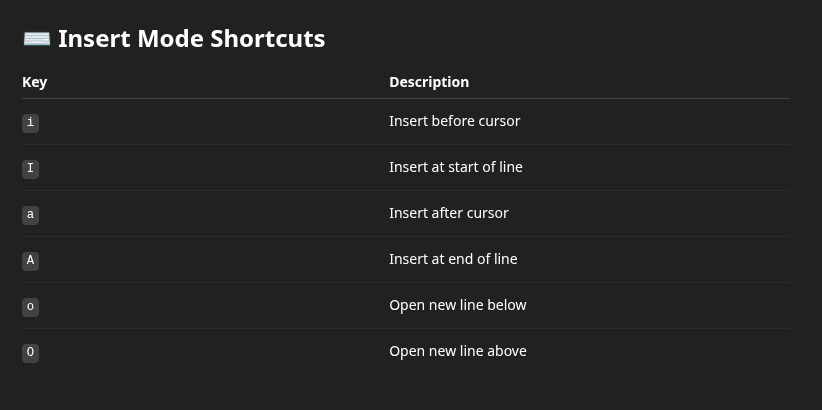 ⌨️ Insert Mode Shortcuts
Key Description
i Insert before cursor
I Insert at start of line
a Insert after cursor
A Insert at end of line
o Open new line below
O Open new line above